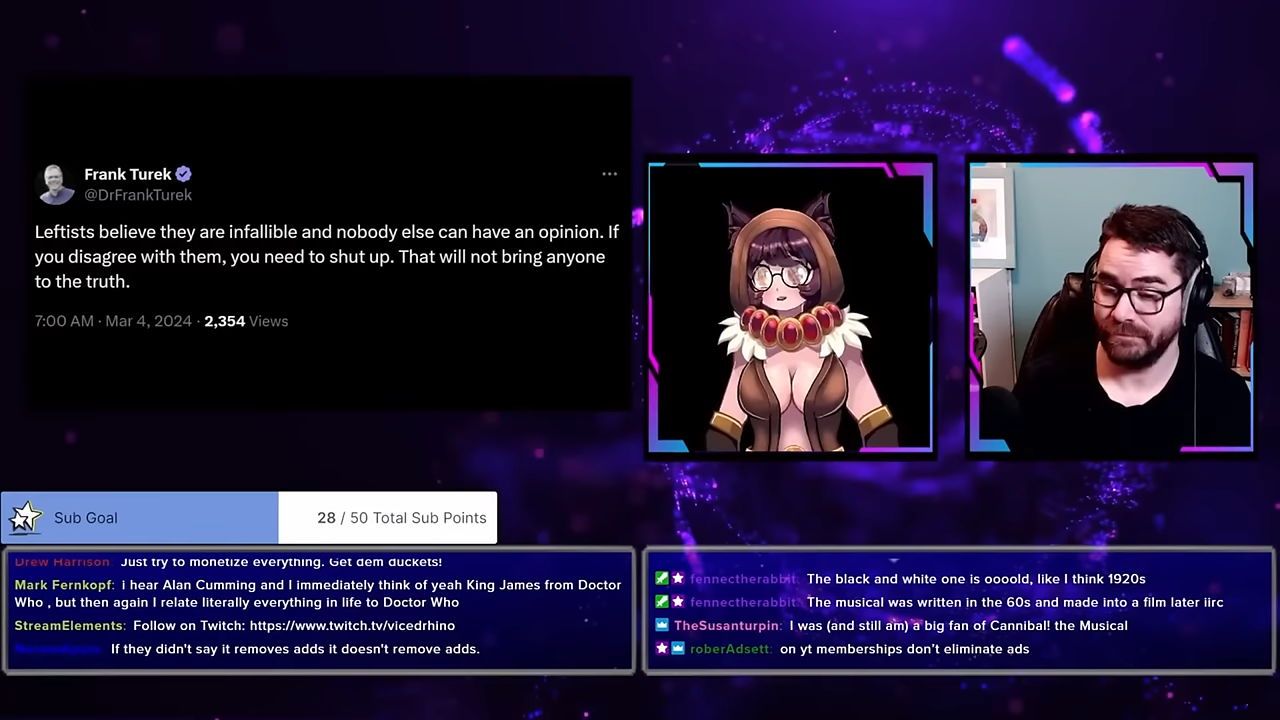 Frank Turek
@DrFrankTurek
Leftists believe they are infallible and nobody else can have an opinion. If
you disagree with them, you need to shut up. That will not bring anyone
to the truth.
7:00 AM · Mar 4, 2024 · 2,354 Views
Sub Goal
28 / 50 Total Sub Points
Drew Harrison: Just try to monetize everything. Get dem duckets!
Mark Fernkopf: i hear Alan Cumming and I immediately think of yeah King James from Doctor
Who , but then again I relate literally everything in life to Doctor Who
StreamElements: Follow on Twitch: https://www.twitch.tv/vicedrhino
If they didn't say it removes adds it doesn't remove adds.
fennectherabbit: The black and white one is oooold, like I think 1920s
fennectherabbit: The musical was written in the 60s and made into a film later iirc
TheSusanturpin: I was (and still am) a big fan of Cannibal! the Musical
roberAdsett: on yt memberships don't eliminate ads